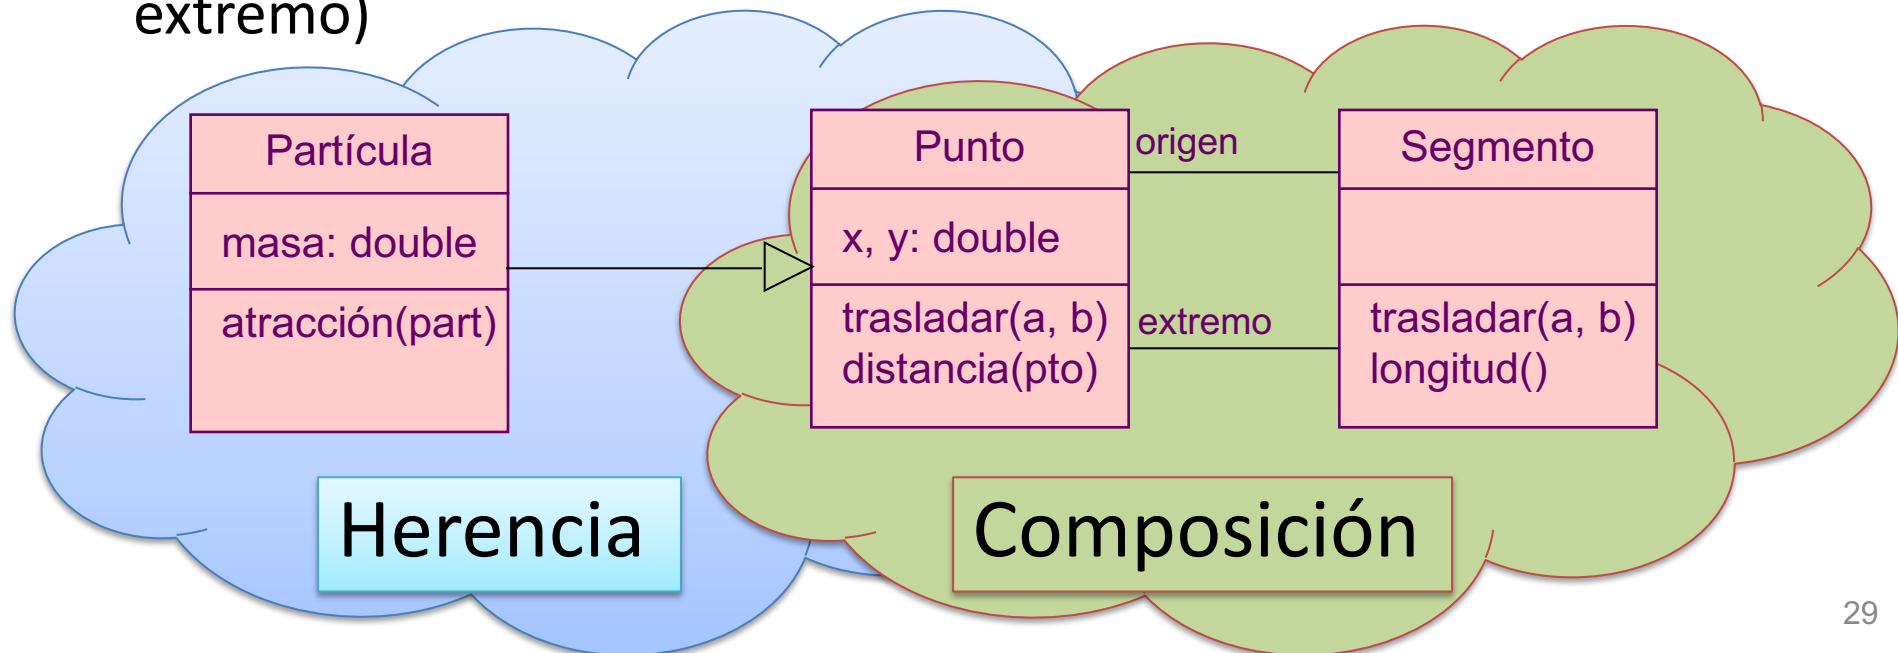 extremo)
Partícula
masa: double
atracción(part)
Punto
x, y: double
trasladar(a, b)
distancia(pto)
origen
extremo
Segmento
trasladar(a, b)
longitud()
Herencia
Composición
29